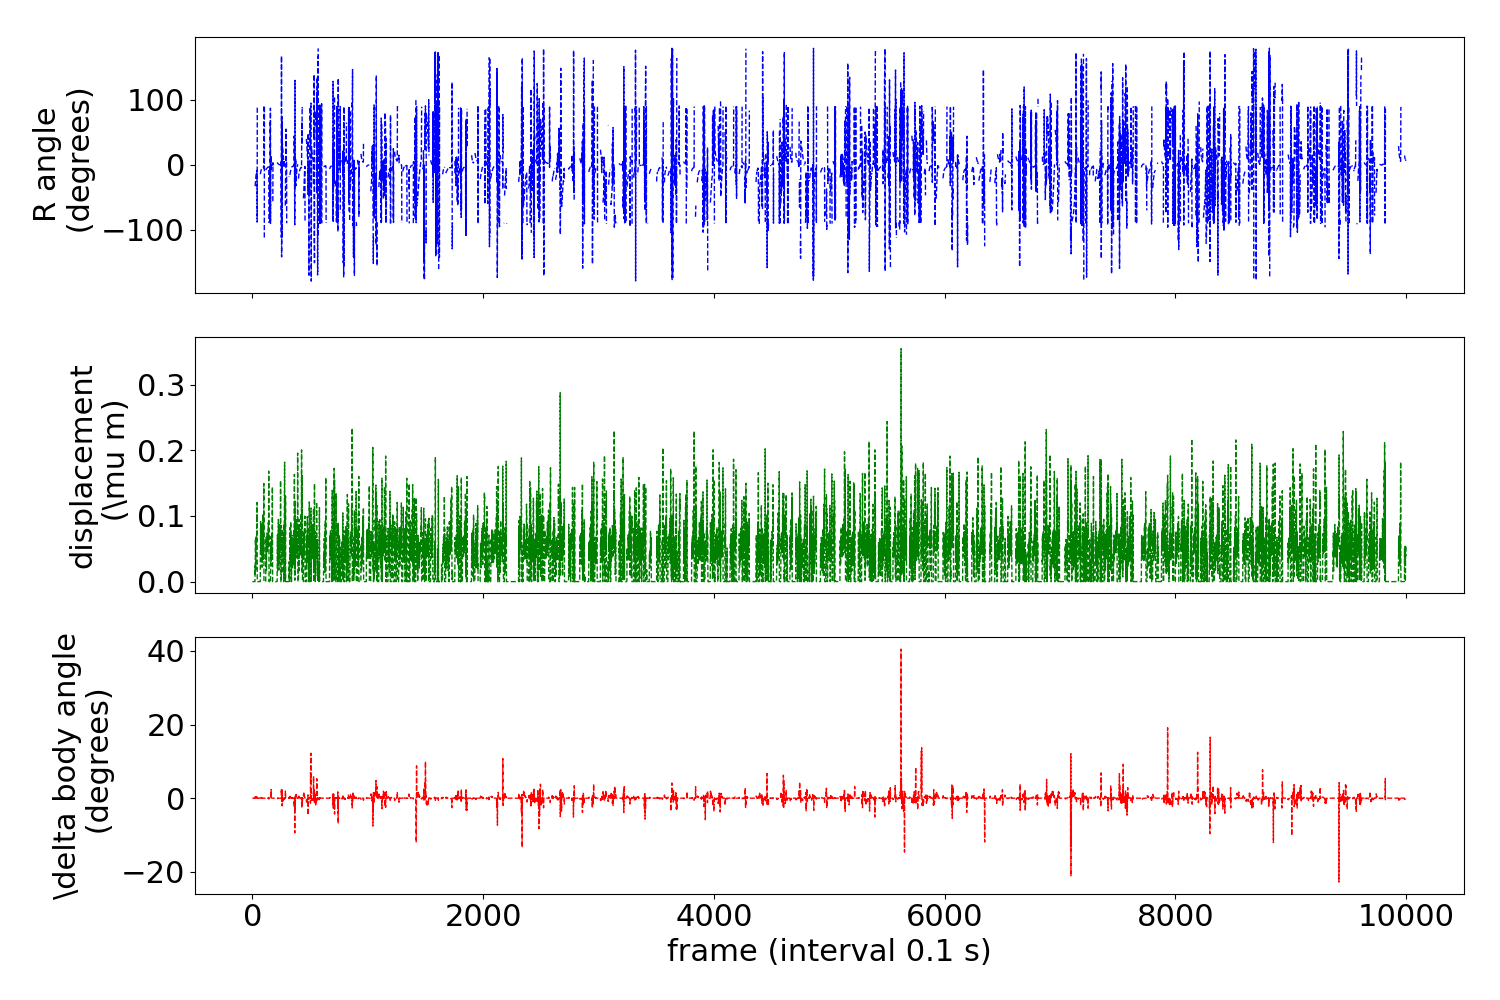 R angle
(degrees)
100
0
−100
displacement
(\mu m)
0.3
0.2
0.1
0.0
\delta body angle
(degrees)
40
20
0
−20
0 2000 4000 6000 8000 10000
frame (interval 0.1 s)